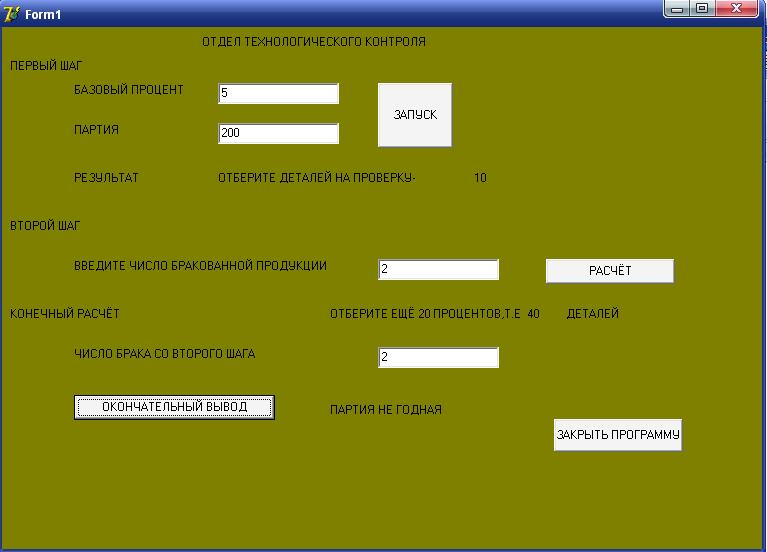 Form1
ОТДЕЛ ТЕХНОЛОГИЧЕСКОГО КОНТРОЛЯ
ПЕРВЫЙ ШАГ
БАЗОВЫЙ ПРОЦЕНТ 5
ЗАПУСК
ПАРТИЯ 200
РЕЗУЛЬТАТ ОТБЕРИТЕ ДЕТАЛЕЙ НА ПРОВЕРКУ- 10
ВТОРОЙ ШАГ
ВВЕДИТЕ ЧИСЛО БРАКОВАННОЙ ПРОДУКЦИИ 2 РАСЧЁТ
КОНЕЧНЫЙ РАСЧЁТ ОТБЕРИТЕ ЕЩЁ 20 ПРОЦЕНТОВ,Т.Е 40 ДЕТАЛЕЙ
ЧИСЛО БРАКА СО ВТОРОГО ШАГА 2
ОКОНЧАТЕЛЬНЫЙ ВЫВОД ПАРТИЯ НЕ ГОДНАЯ
ЗАКРЫТЬ ПРОГРАММУ